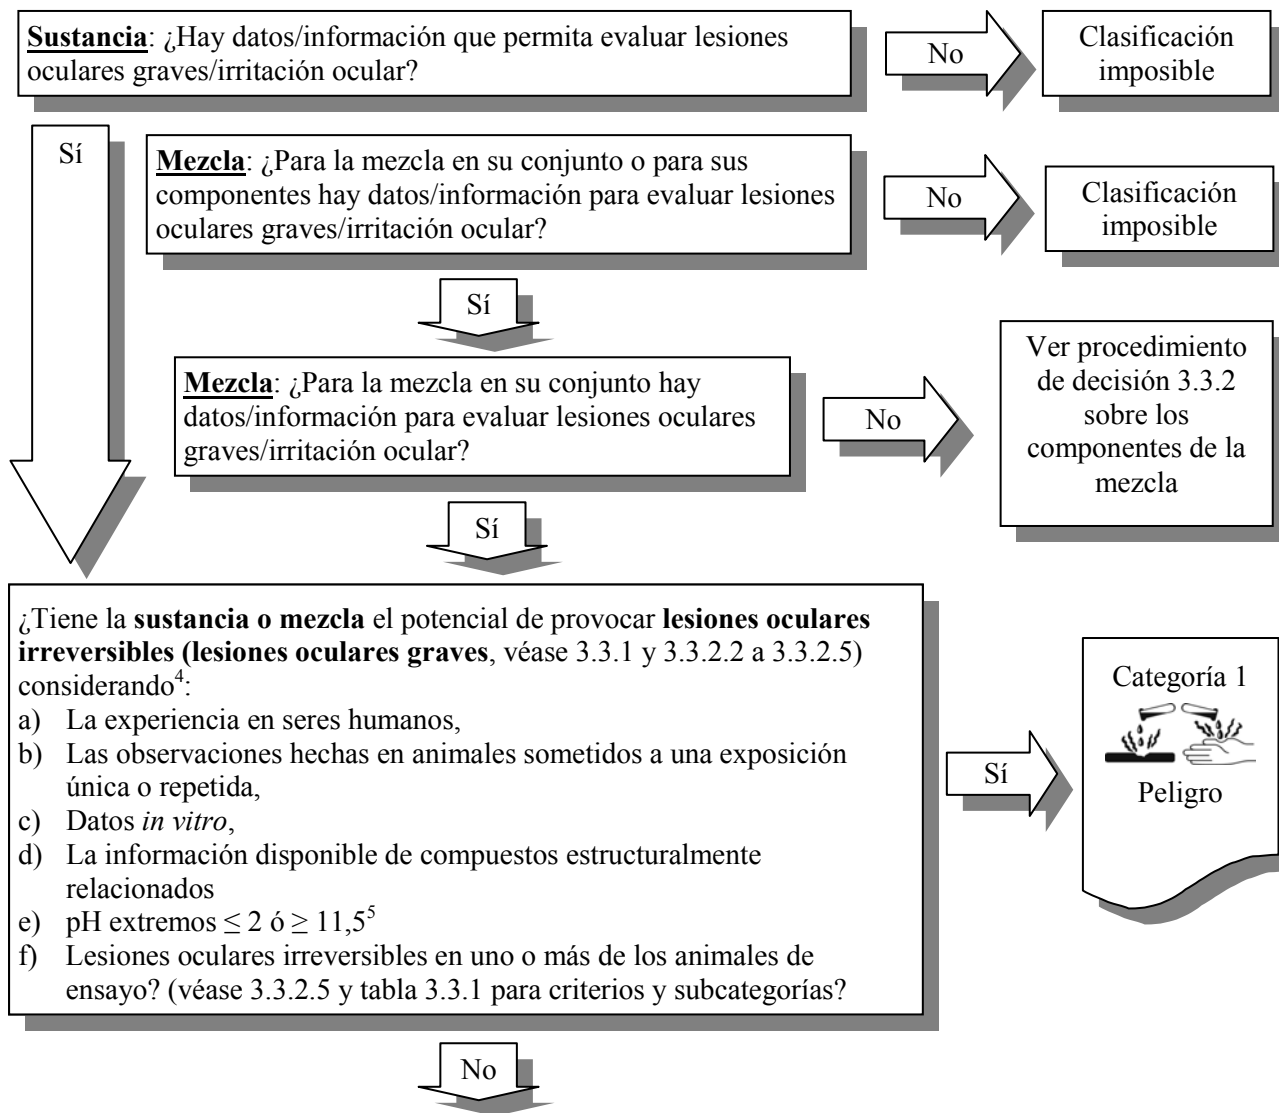 Sustancia: ¿Hay datos/información que permita evaluar lesiones
oculares graves/irritación ocular?
No
Clasificación
imposible
Sí
Mezcla: ¿Para la mezcla en su conjunto o para sus
componentes hay datos/información para evaluar lesiones
oculares graves/irritación ocular?
No
Clasificación
imposible
Sí
Mezcla: ¿Para la mezcla en su conjunto hay
datos/información para evaluar lesiones oculares
graves/irritación ocular?
No
Ver procedimiento
de decisión 3.3.2
sobre los
componentes de la
mezcla
Sí
¿Tiene la sustancia o mezcla el potencial de provocar lesiones oculares
irreversibles (lesiones oculares graves, véase 3.3.1 y 3.3.2.2 a 3.3.2.5)
considerando⁴:
a) La experiencia en seres humanos,
b) Las observaciones hechas en animales sometidos a una exposición
única o repetida,
c) Datos in vitro,
d) La información disponible de compuestos estructuralmente
relacionados
e) pH extremos ≤ 2 ó ≥ 11,5⁵
f) Lesiones oculares irreversibles en uno o más de los animales de
ensayo? (véase 3.3.2.5 y tabla 3.3.1 para criterios y subcategorías?
Sí
Categoría 1
Peligro
No